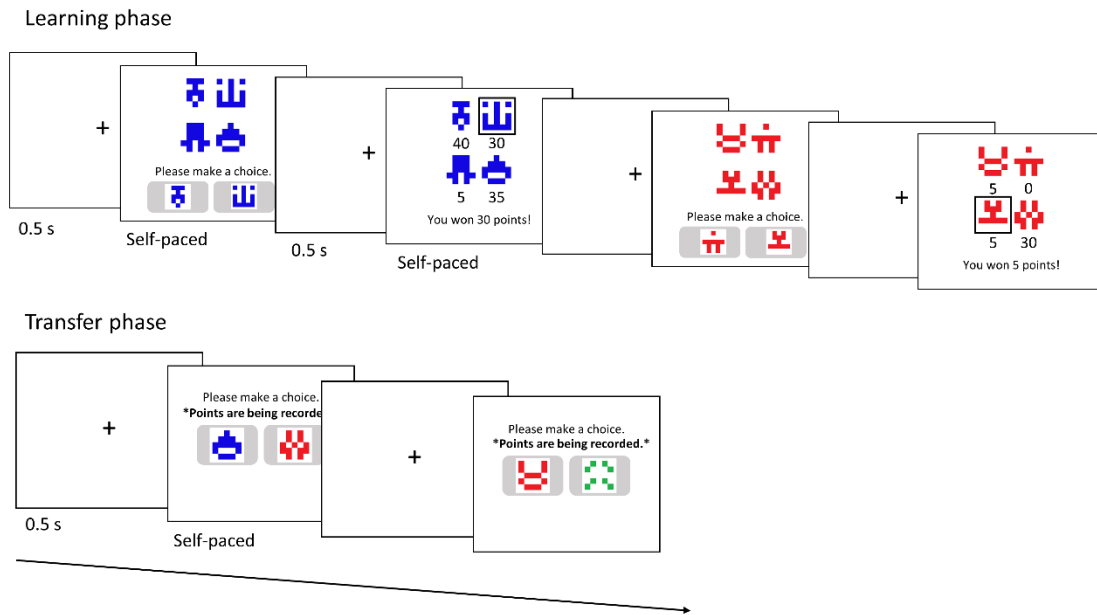 Learning phase
+
Please make a choice.
0.5 s
Self-paced
+
0.5 s
40 30
5 35
You won 30 points!
Self-paced
+
Please make a choice.
+
5 0
5 30
You won 5 points!
Transfer phase
+
0.5 s
Please make a choice.
*Points are being recorde
Self-paced
+
Please make a choice.
*Points are being recorded.*